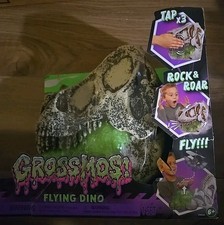 TAP x3
ROCK &
ROAR
FLY!!!
GROSSMOS!
FLYING DINO
6+